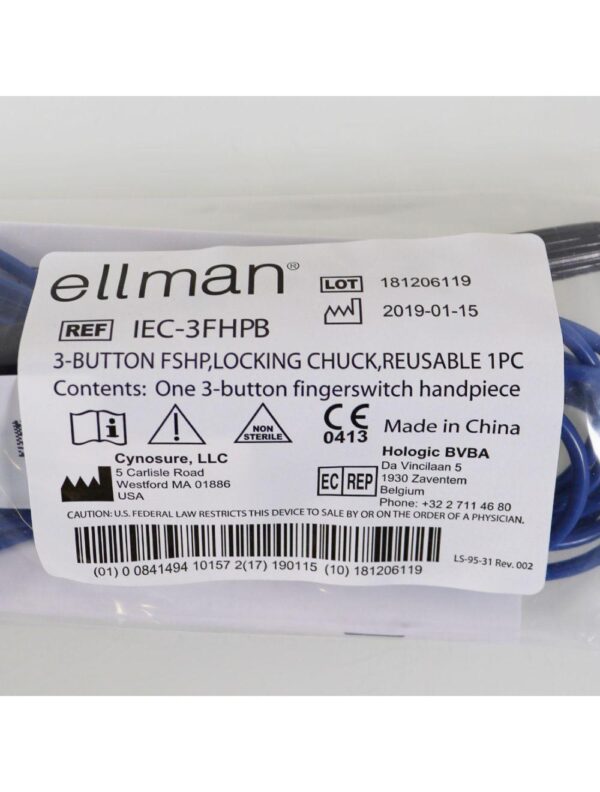 ellman®
LOT 181206119
2019-01-15
REF IEC-3FHPB
3-BUTTON FSHP,LOCKING CHUCK,REUSABLE 1PC
Contents: One 3-button fingerswitch handpiece
i
NON STERILE
CE 0413
Made in China
Cynosure, LLC
5 Carlisle Road
Westford MA 01886
USA
EC REP
Hologic BVBA
Da Vincilaan 5
1930 Zaventem
Belgium
Phone: +32 2 711 46 80
CAUTION: U.S. FEDERAL LAW RESTRICTS THIS DEVICE TO SALE BY OR ON THE ORDER OF A PHYSICIAN.
(01) 0 0841494 10157 2(17) 190115 (10) 181206119
LS-95-31 Rev. 002